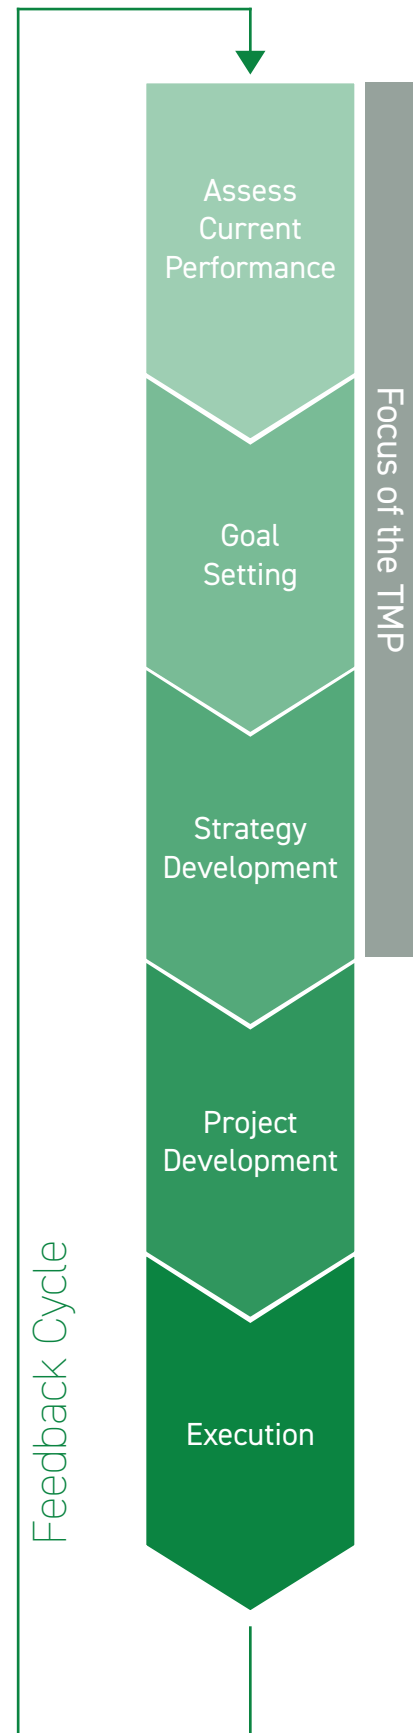 Assess
Current
Performance
Focus of the TMP
Goal
Setting
Strategy
Development
Project
Development
Feedback Cycle
Execution